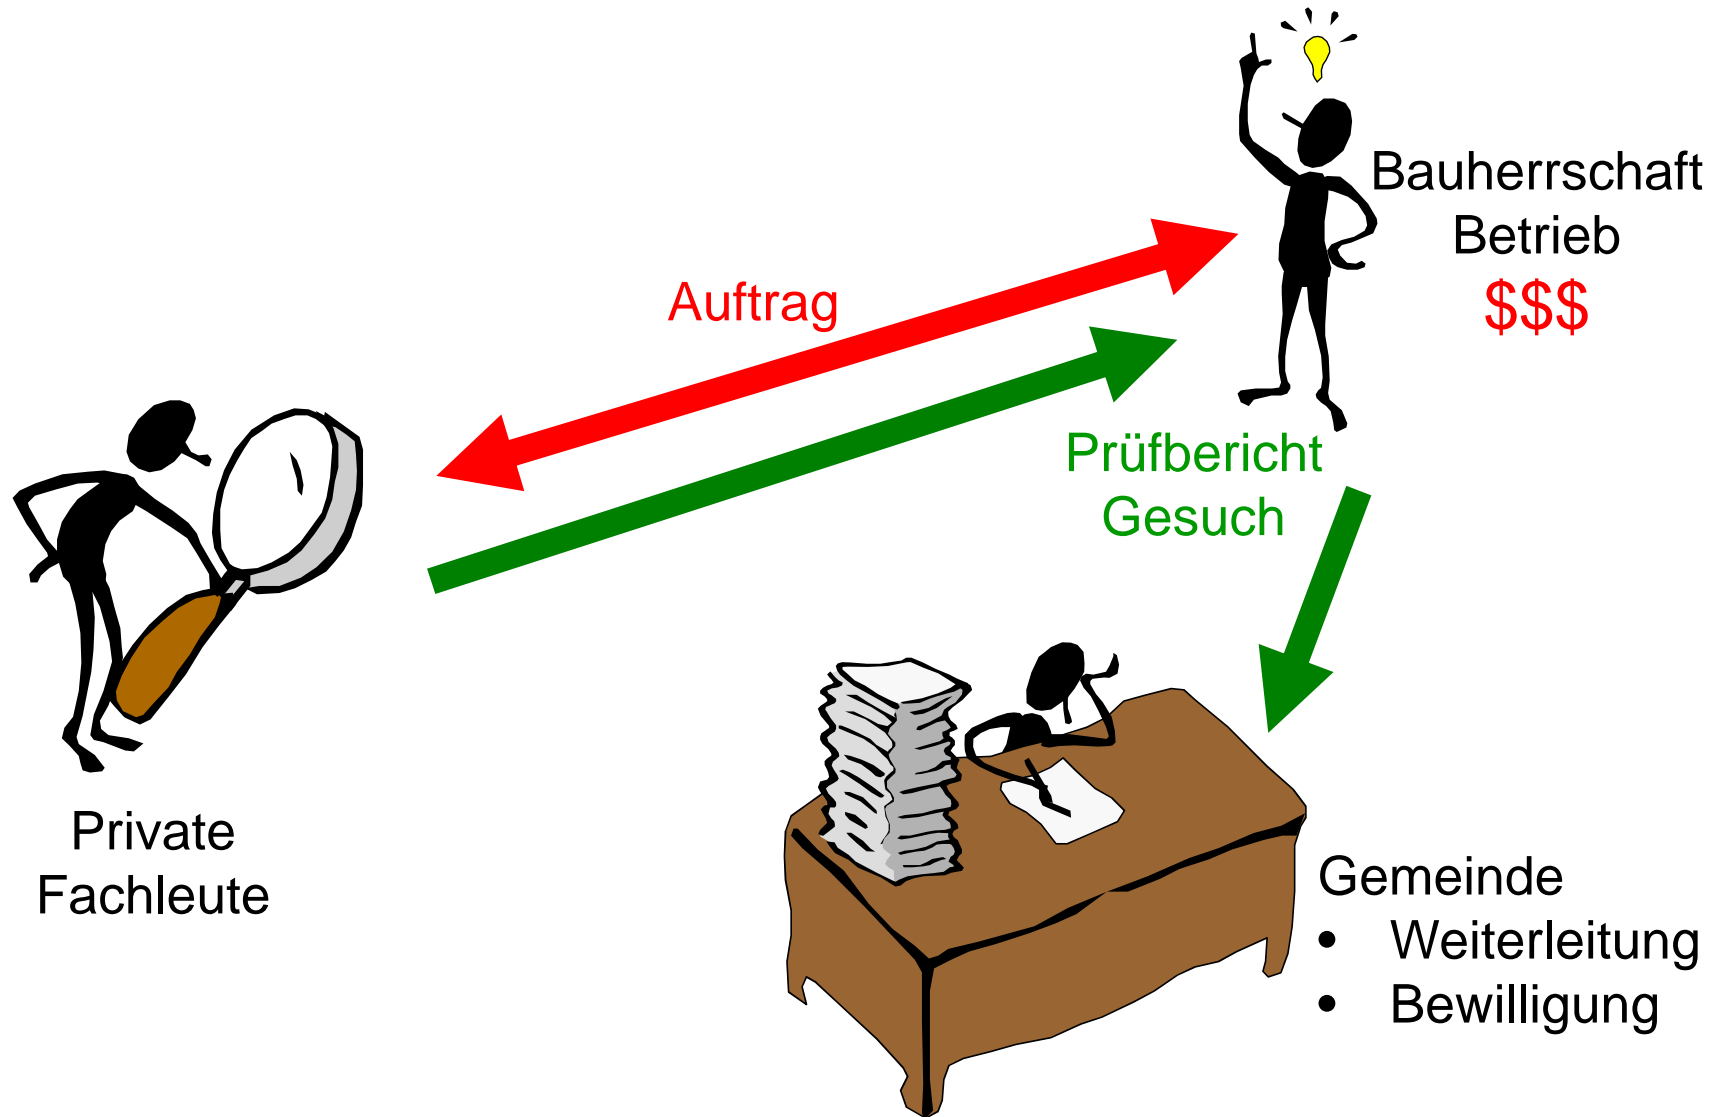 Bauherrschaft
Betrieb
$$$
Auftrag
Prüfbericht
Gesuch
Private
Fachleute
Gemeinde
• Weiterleitung
• Bewilligung